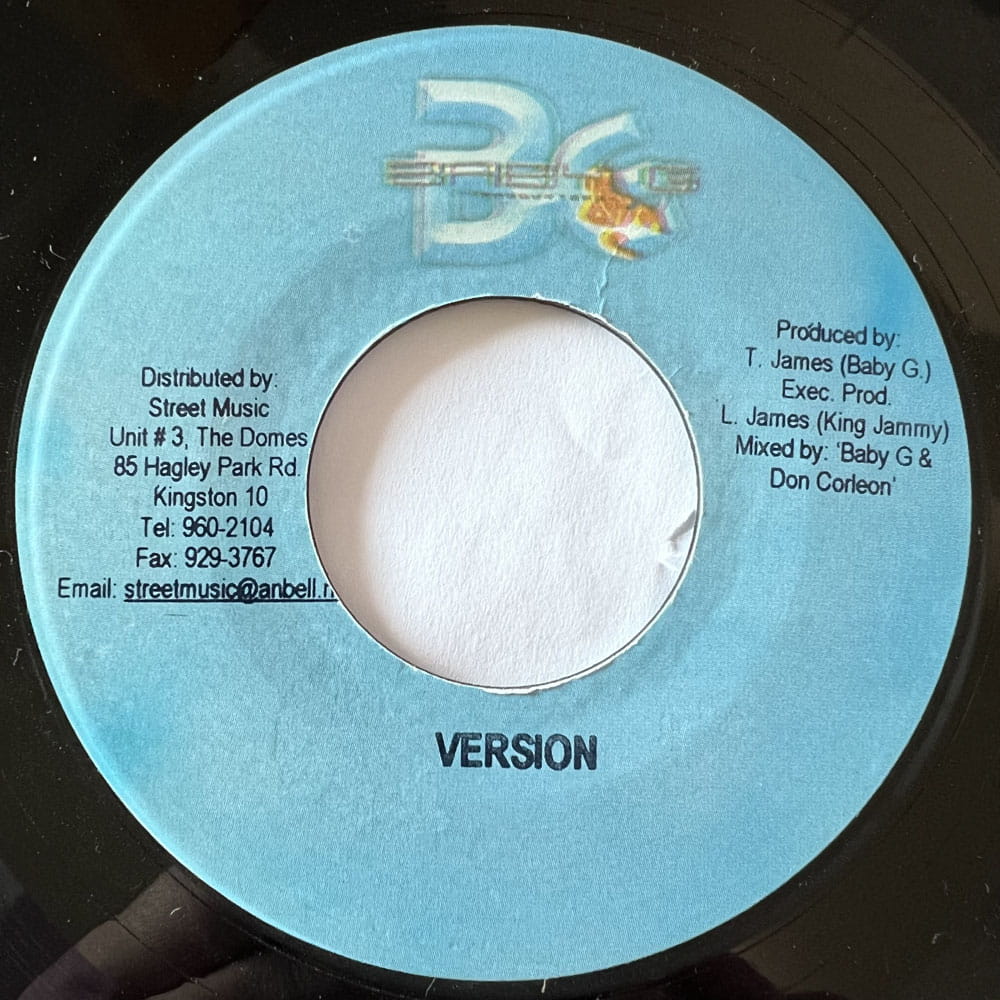 BG
BABY G
Distributed by:
Street Music
Unit # 3, The Domes
85 Hagley Park Rd.
Kingston 10
Tel: 960-2104
Fax: 929-3767
Email: streetmusic@anbell.n
Produced by:
T. James (Baby G.)
Exec. Prod.
L. James (King Jammy)
Mixed by: 'Baby G &
Don Corleon'
VERSION